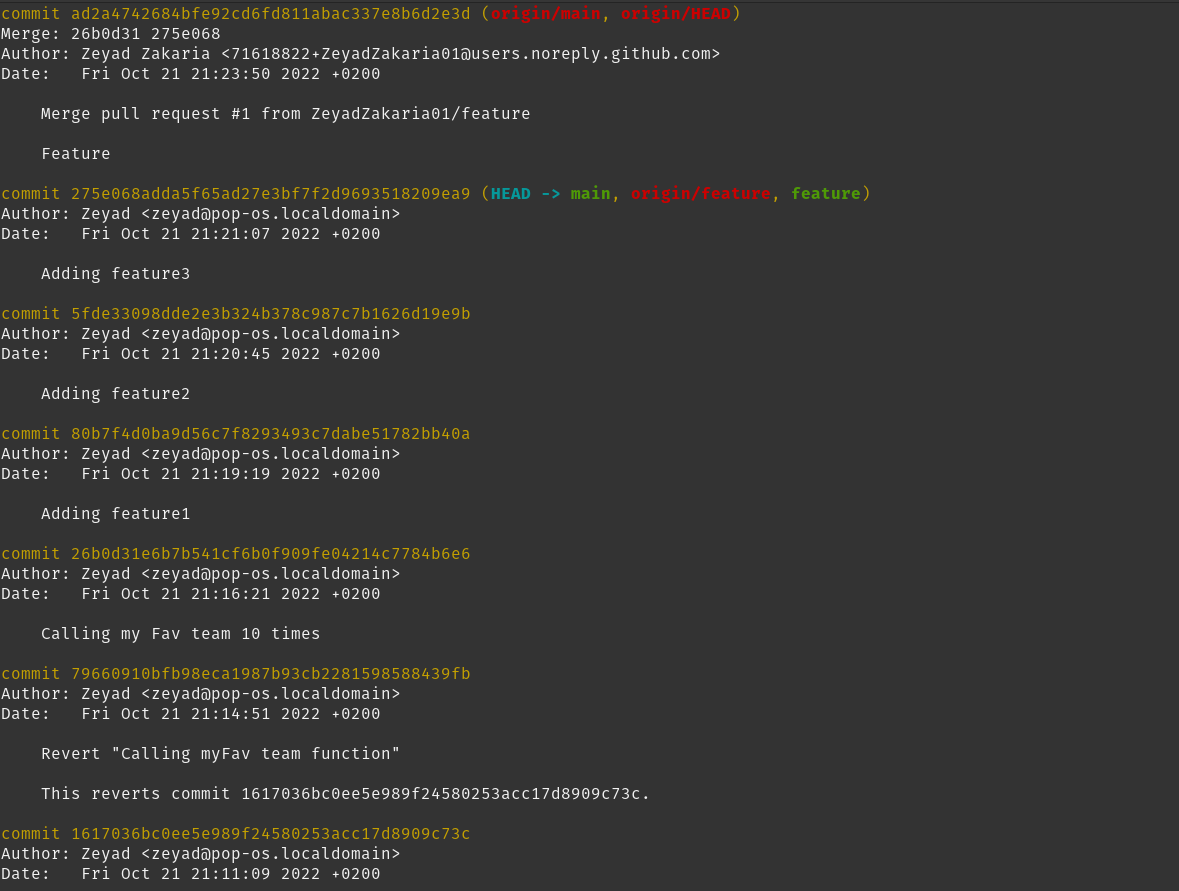 commit ad2a4742684bfe92cd6fd811abac337e8b6d2e3d (origin/main, origin/HEAD)
Merge: 26b0d31 275e068
Author: Zeyad Zakaria <71618822+ZeyadZakaria01@users.noreply.github.com>
Date:   Fri Oct 21 21:23:50 2022 +0200
Merge pull request #1 from ZeyadZakaria01/feature
Feature
commit 275e068adda5f65ad27e3bf7f2d9693518209ea9 (HEAD -> main, origin/feature, feature)
Author: Zeyad <zeyad@pop-os.localdomain>
Date:   Fri Oct 21 21:21:07 2022 +0200
Adding feature3
commit 5fde33098dde2e3b324b378c987c7b1626d19e9b
Author: Zeyad <zeyad@pop-os.localdomain>
Date:   Fri Oct 21 21:20:45 2022 +0200
Adding feature2
commit 80b7f4d0ba9d56c7f8293493c7dabe51782bb40a
Author: Zeyad <zeyad@pop-os.localdomain>
Date:   Fri Oct 21 21:19:19 2022 +0200
Adding feature1
commit 26b0d31e6b7b541cf6b0f909fe04214c7784b6e6
Author: Zeyad <zeyad@pop-os.localdomain>
Date:   Fri Oct 21 21:16:21 2022 +0200
Calling my Fav team 10 times
commit 79660910bfb98eca1987b93cb2281598588439fb
Author: Zeyad <zeyad@pop-os.localdomain>
Date:   Fri Oct 21 21:14:51 2022 +0200
Revert "Calling myFav team function"
This reverts commit 1617036bc0ee5e989f24580253acc17d8909c73c.
commit 1617036bc0ee5e989f24580253acc17d8909c73c
Author: Zeyad <zeyad@pop-os.localdomain>
Date:   Fri Oct 21 21:11:09 2022 +0200